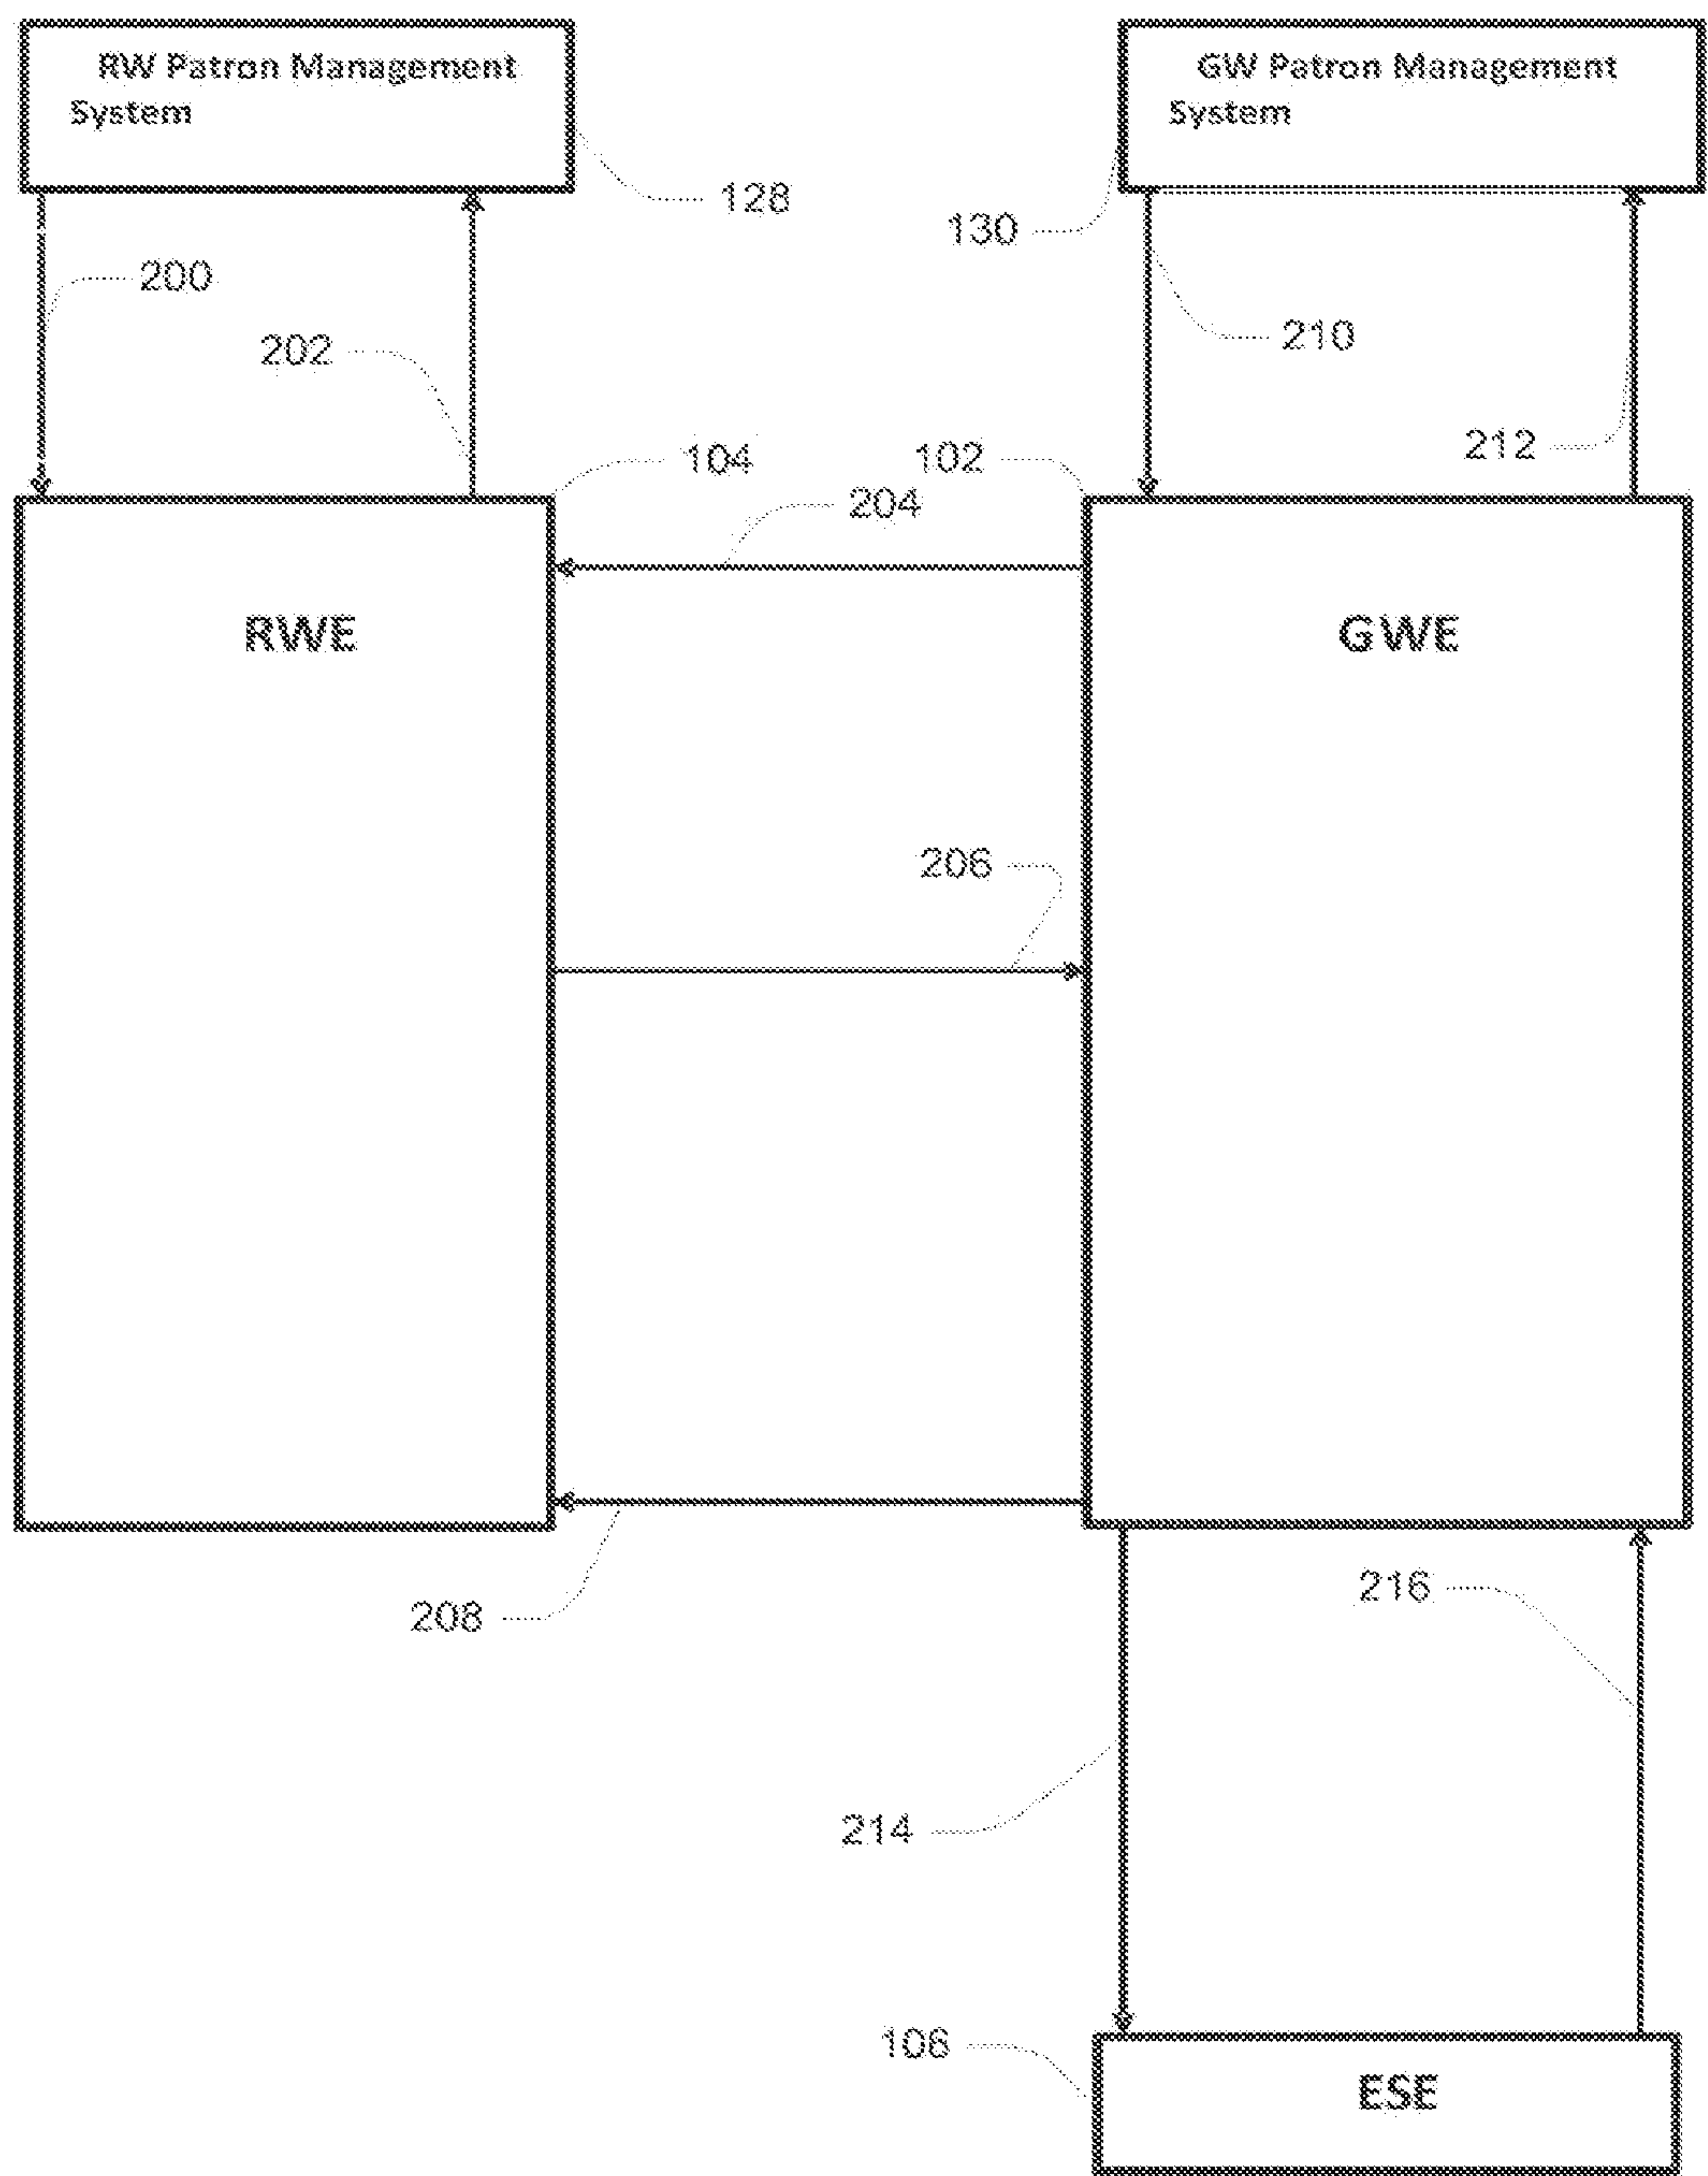 RW Patron Management
System
GW Patron Management
System
128
130
200
210
202
212
104
102
204
RWE
GWE
206
208
216
214
106
ESE